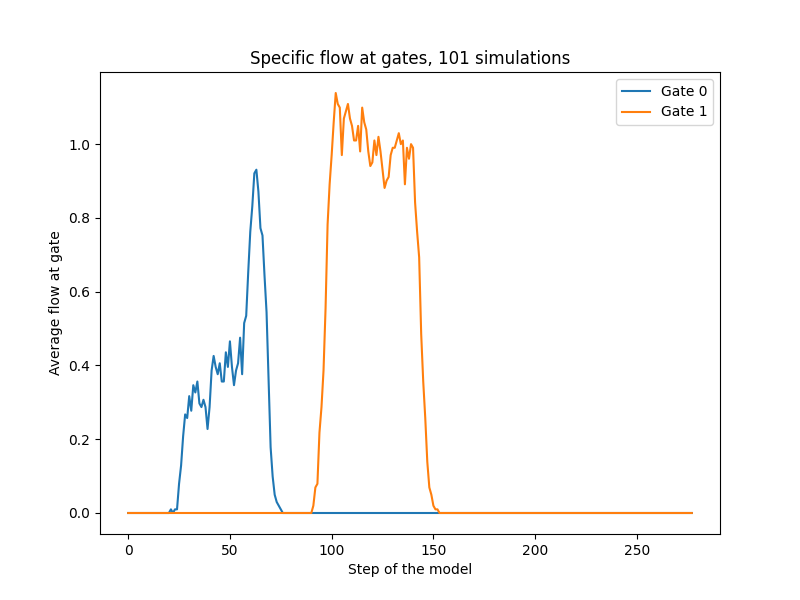 Specific flow at gates, 101 simulations
Gate 0
Gate 1
Average flow at gate
1.0
0.8
0.6
0.4
0.2
0.0
0 50 100 150 200 250
Step of the model